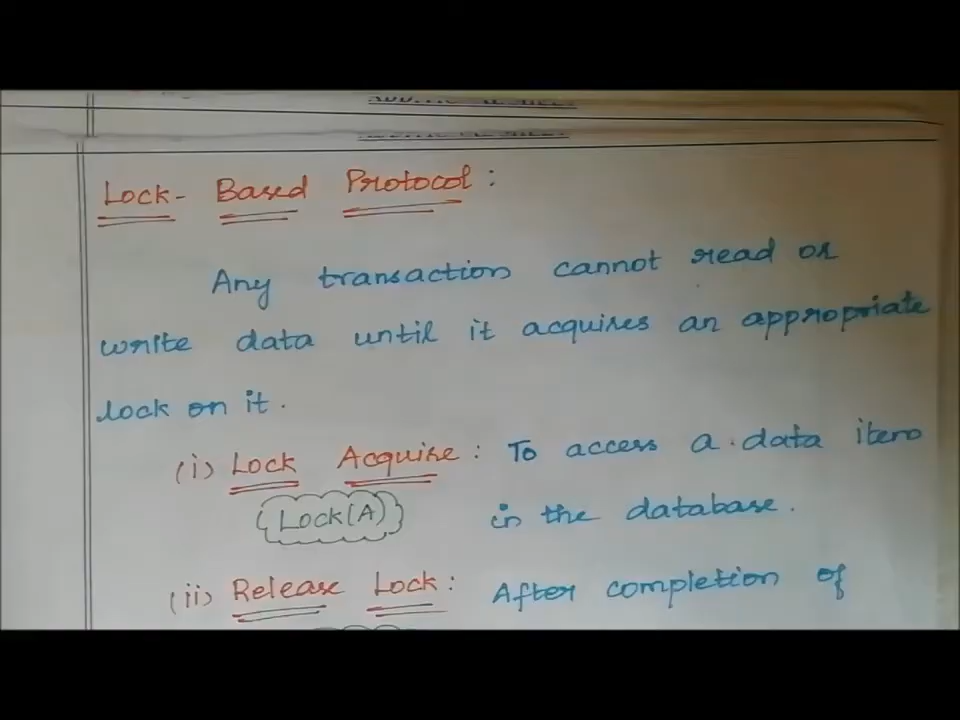 Lock-Based Protocol:
Any transaction cannot read or
write data until it acquires an appropriate
lock on it.
(i) Lock Acquire: To access a data item
Lock(A) in the database.
(ii) Release Lock: After completion of